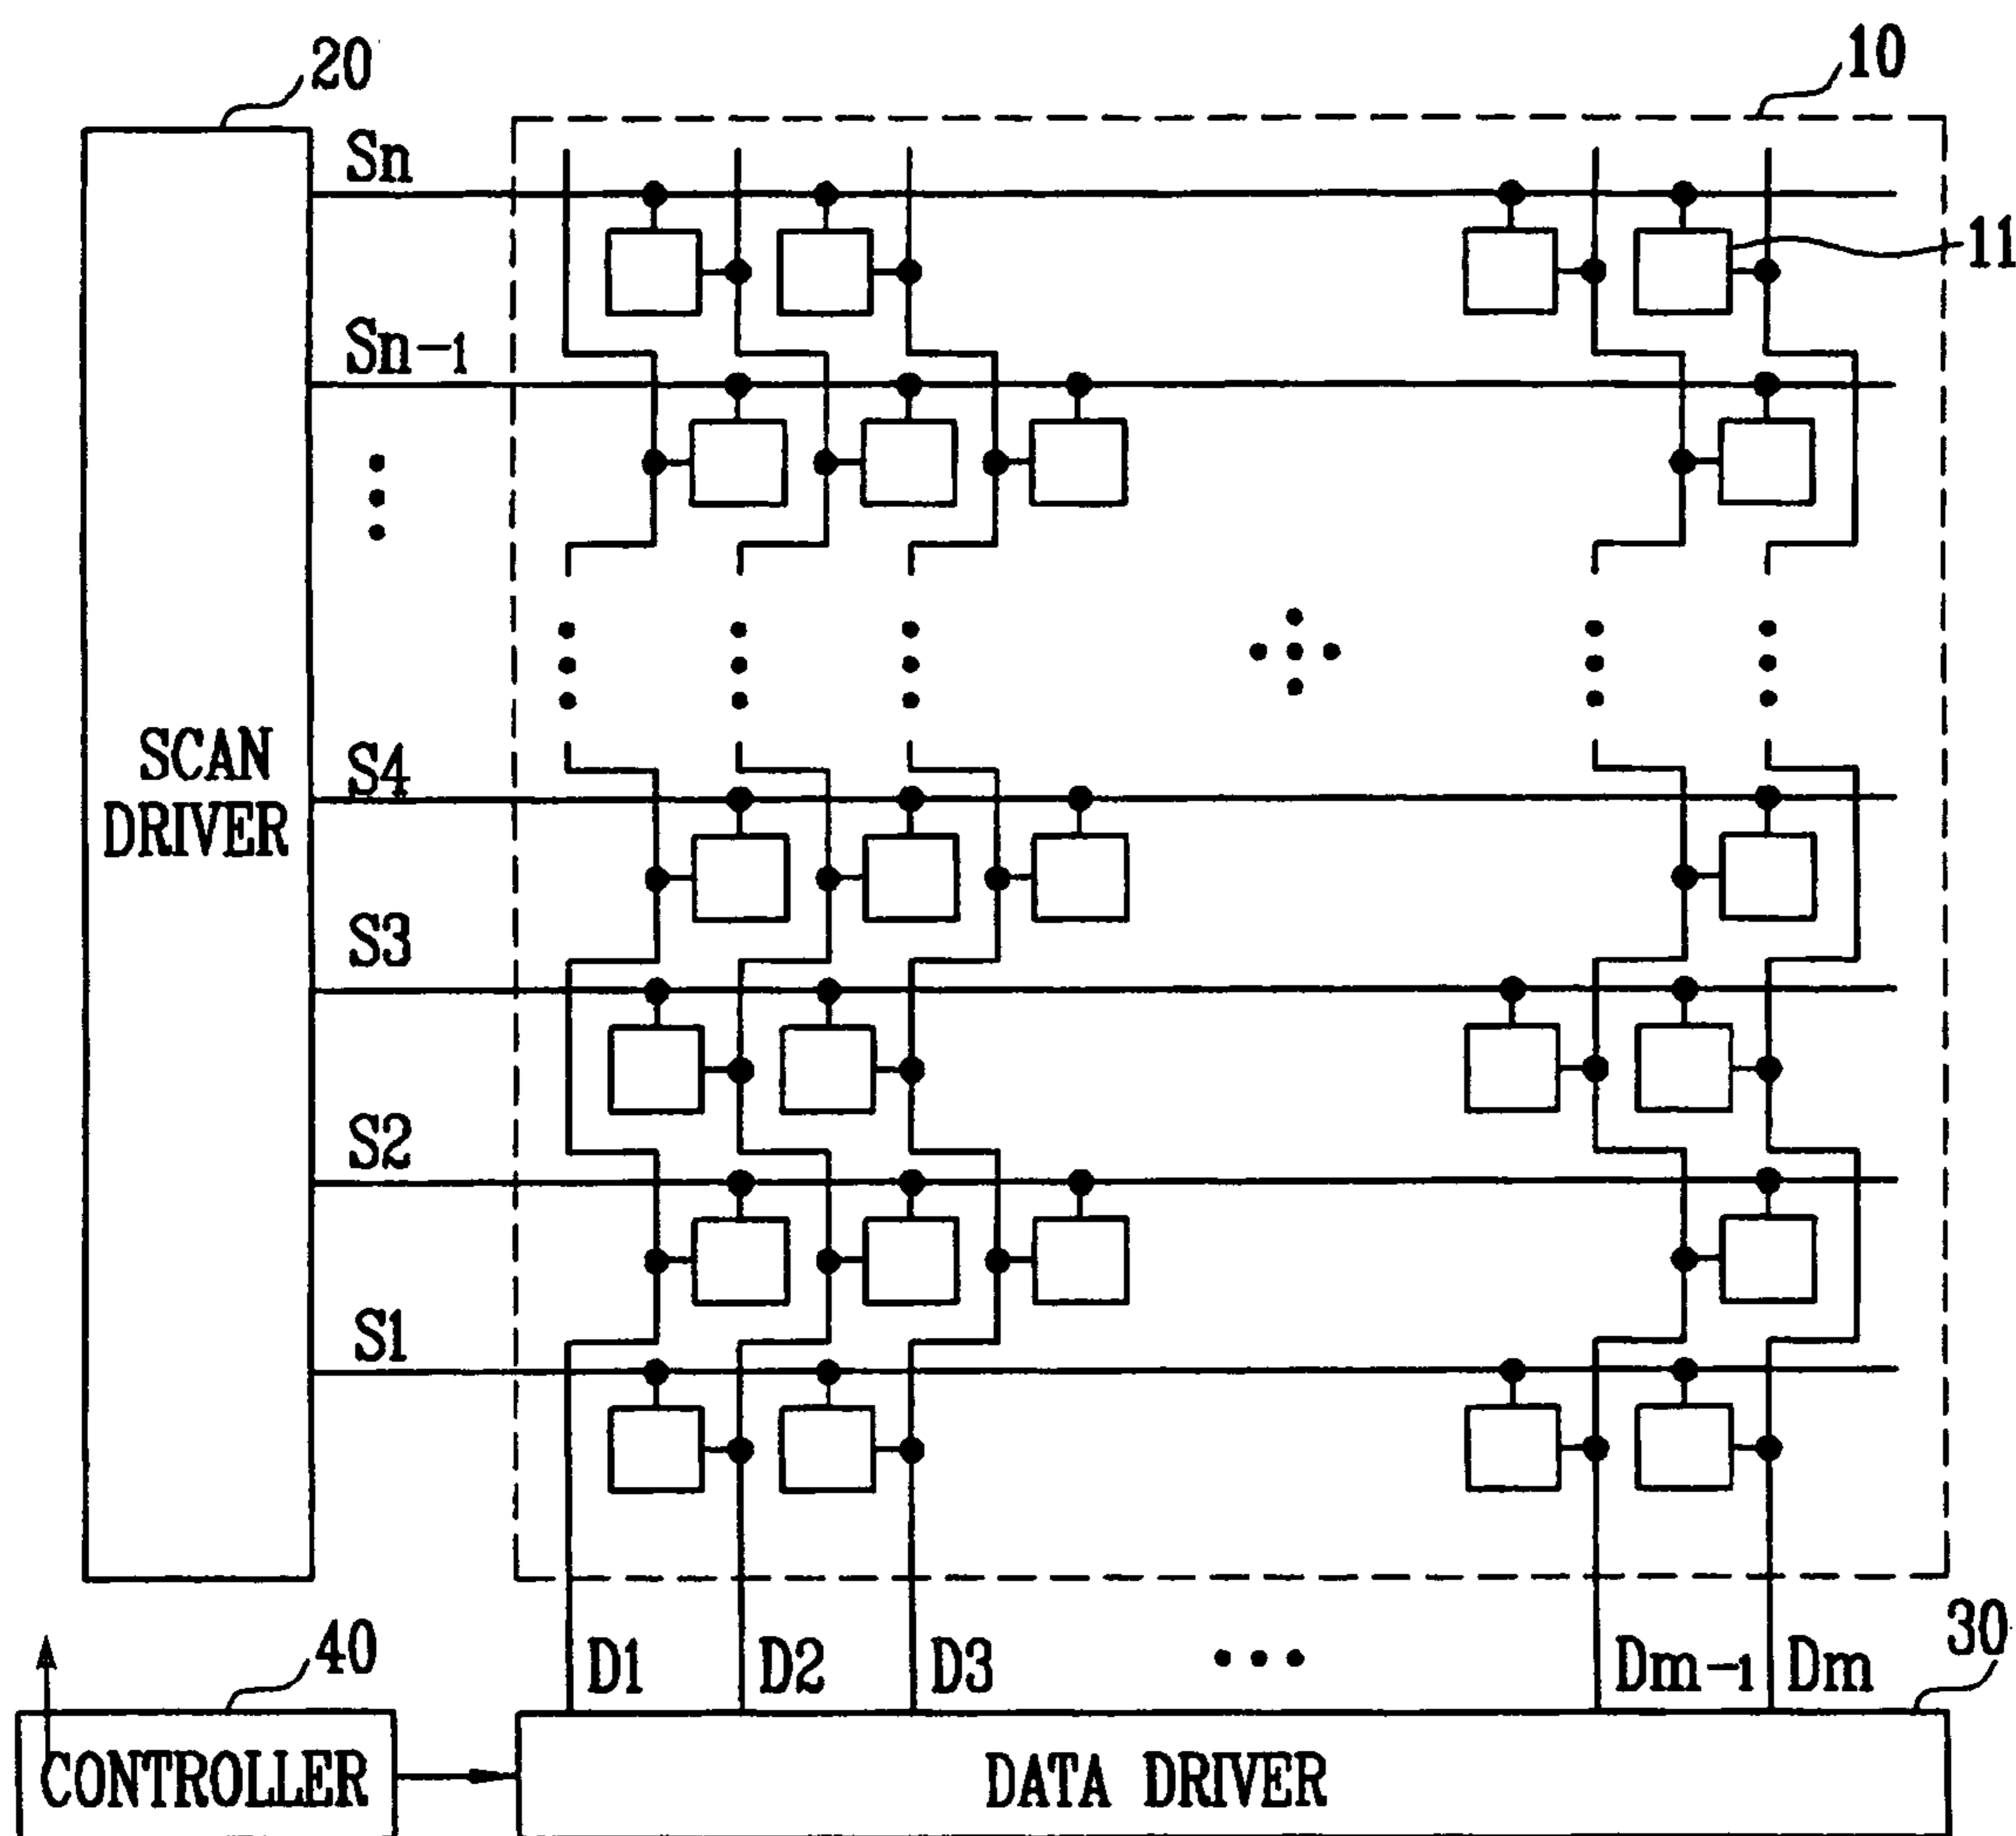 20
10
Sn
11
Sn-1
S4
SCAN
DRIVER
S3
S2
S1
40
D1
D2
D3
Dm-1
Dm
30
CONTROLLER
DATA DRIVER